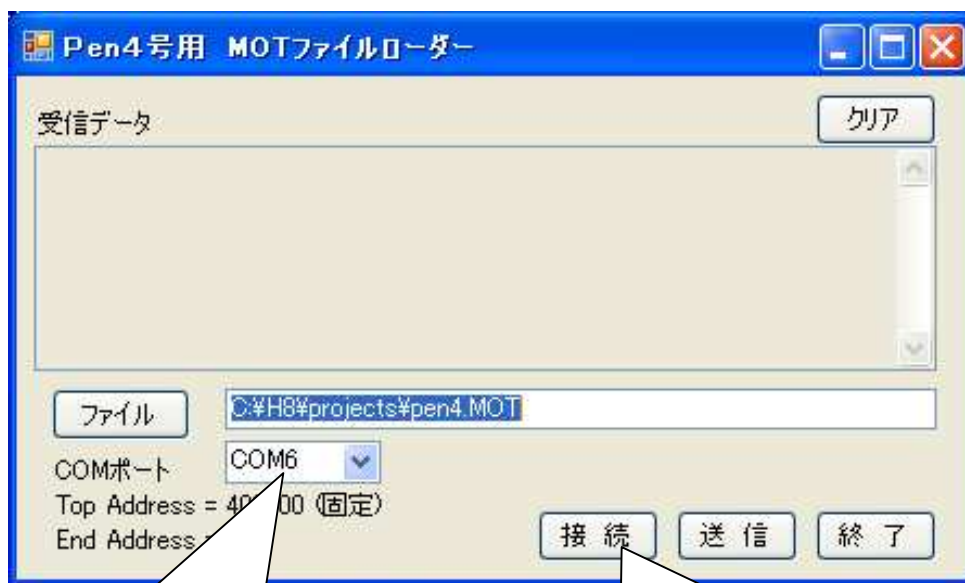 Pen4号用 MOTファイルローダー
受信データ
クリア
ファイル
C:¥H8¥projects¥pen4.MOT
COMポート
COM6
Top Address =
(固定)
End Address
接 続
送 信
終 了